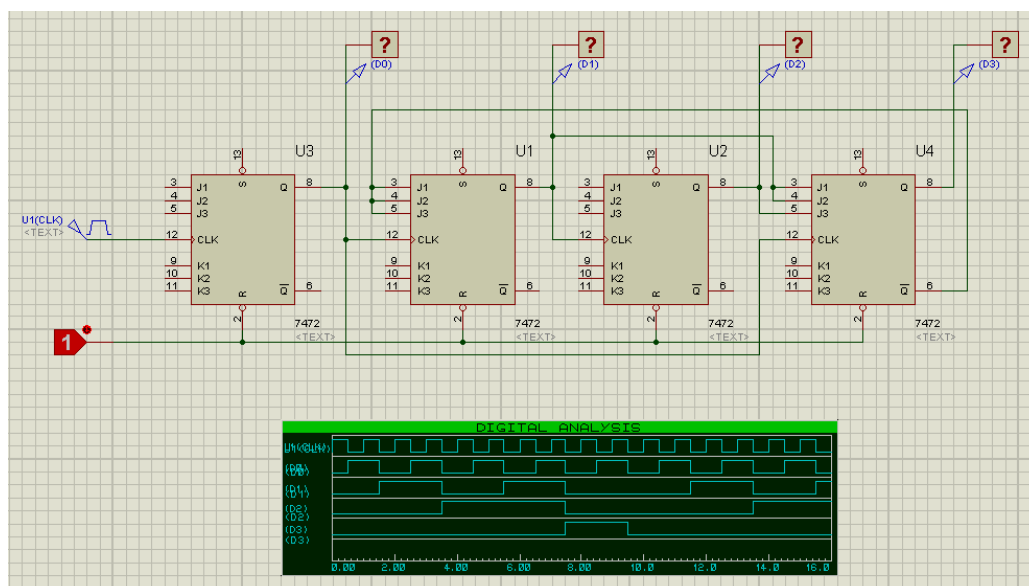 ? ? ? ?
(D0) (D1) (D2) (D3)
U3 U1 U2 U4
13 13 13 13
3 J1 S Q 8 3 J1 S Q 8 3 J1 S Q 8 3 J1 S Q 8
4 J2 4 J2 4 J2 4 J2
5 J3 5 J3 5 J3 5 J3
U1(CLK)
<TEXT>
12 CLK 12 CLK 12 CLK 12 CLK
9 K1 9 K1 9 K1 9 K1
10 K2 10 K2 10 K2 10 K2
11 K3 R Q 6 11 K3 R Q 6 11 K3 R Q 6 11 K3 R Q 6
2 2 2 2
7472 7472 7472 7472
<TEXT> <TEXT> <TEXT> <TEXT>
1
DIGITAL ANALYSIS
U1(CLK)
(D0)
(D1)
(D1)
(D2)
(D2)
(D3)
(D3)
0.00 2.00 4.00 6.00 8.00 10.0 12.0 14.0 16.0